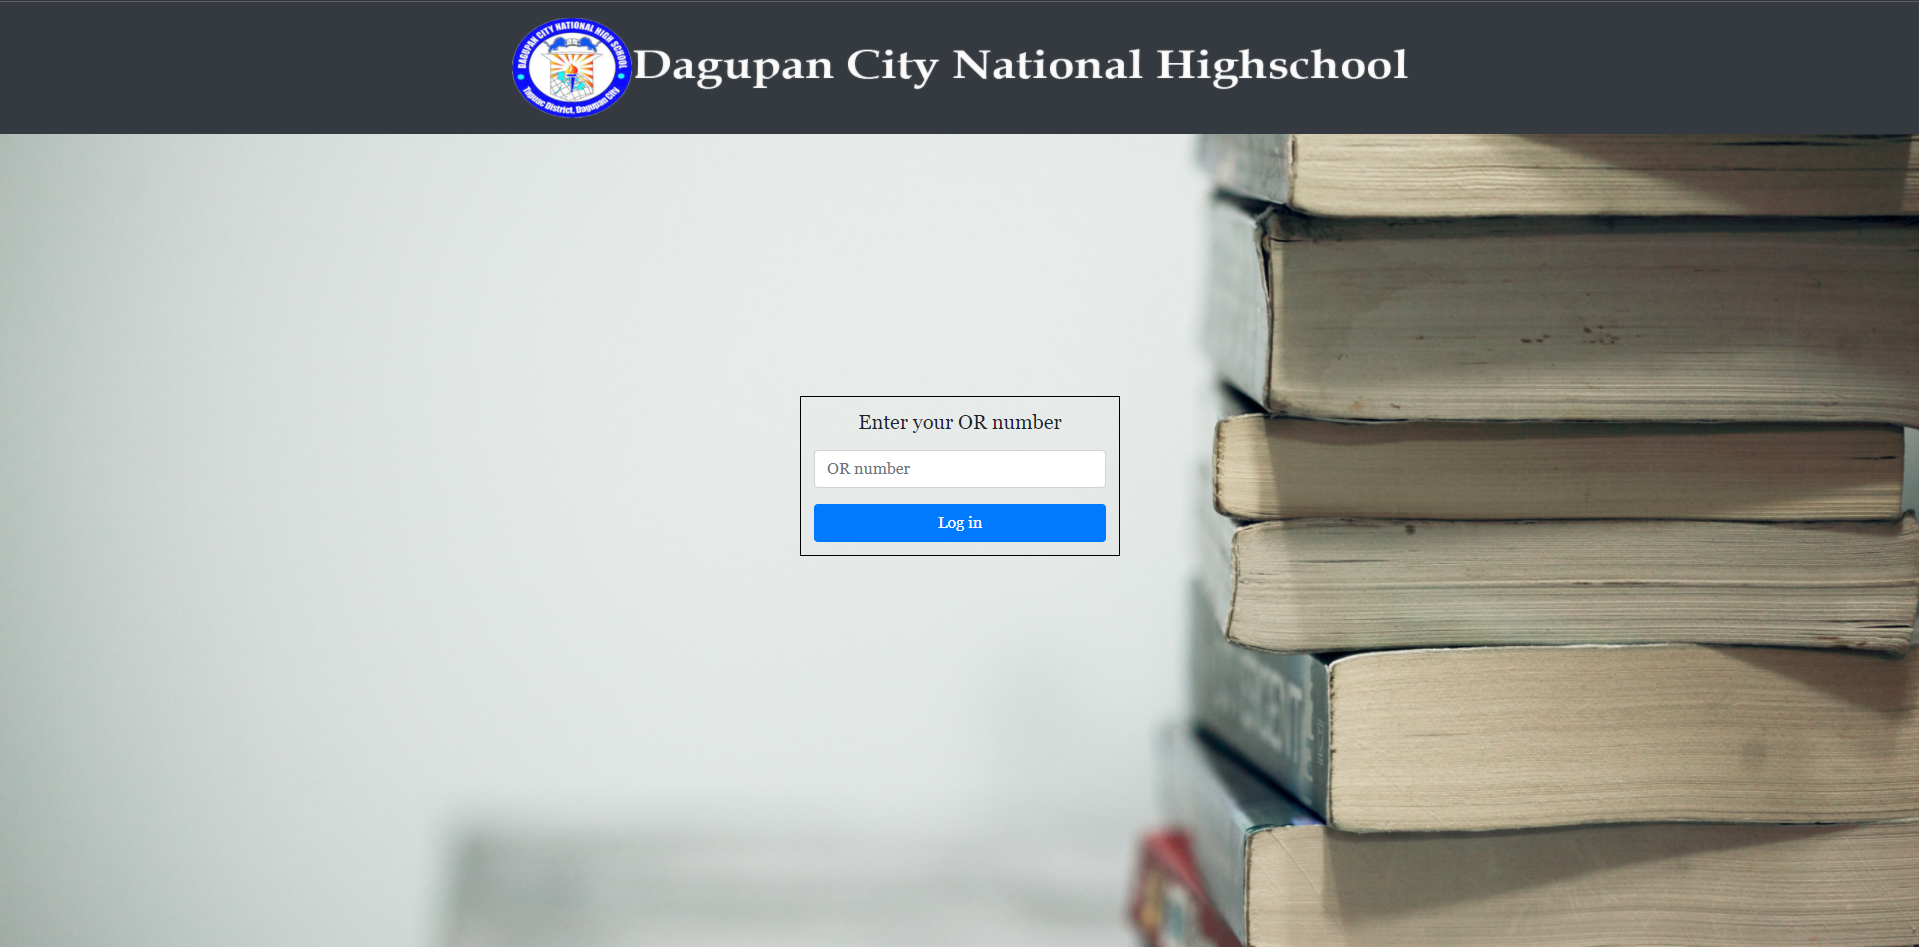 DAGUPAN CITY NATIONAL HIGH SCHOOL
Tapuac District, Dagupan City
Dagupan City National Highschool
Enter your OR number
OR number
Log in